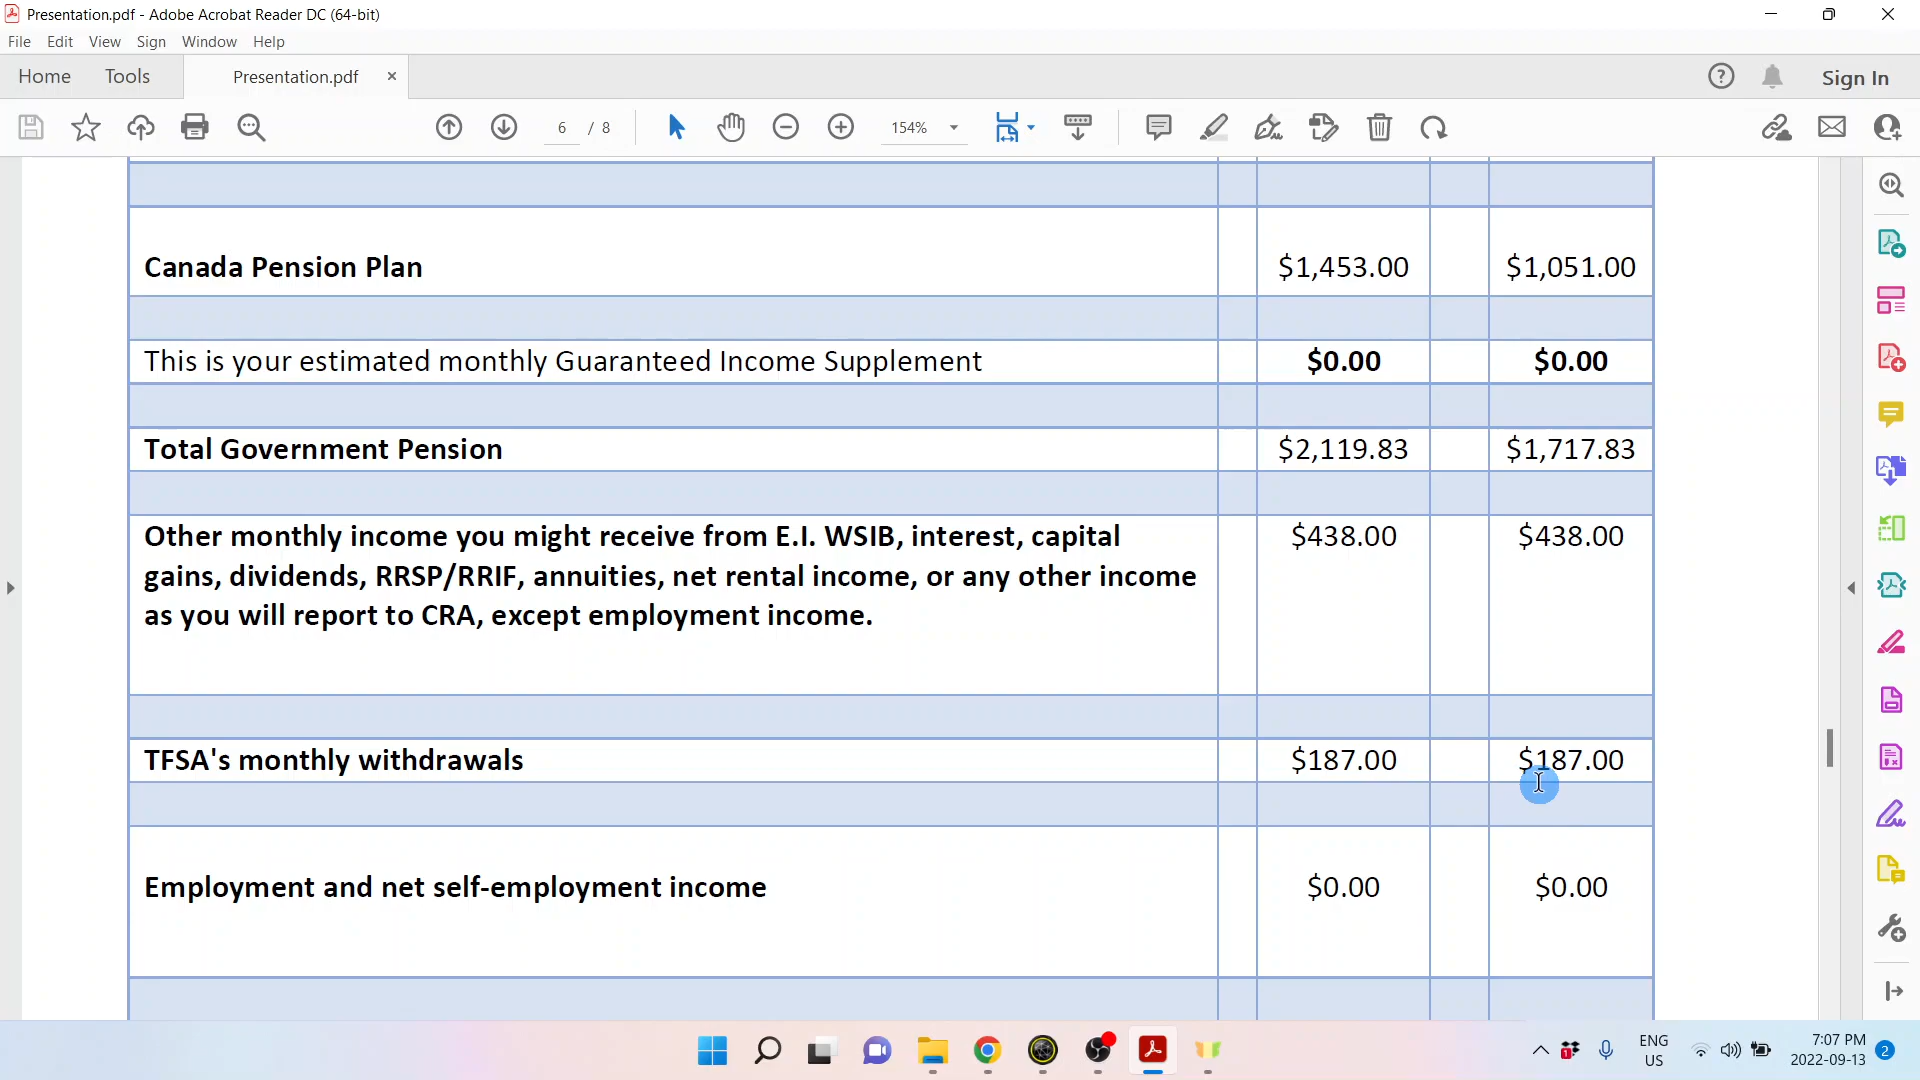 Presentation.pdf - Adobe Acrobat Reader DC (64-bit)
File Edit View Sign Window Help
Home Tools Presentation.pdf × Sign In
6 / 8 154%
Canada Pension Plan $1,453.00 $1,051.00
This is your estimated monthly Guaranteed Income Supplement $0.00 $0.00
Total Government Pension $2,119.83 $1,717.83
Other monthly income you might receive from E.I. WSIB, interest, capital $438.00 $438.00
gains, dividends, RRSP/RRIF, annuities, net rental income, or any other income
as you will report to CRA, except employment income.
TFSA's monthly withdrawals $187.00 $187.00
Employment and net self-employment income $0.00 $0.00
ENG 7:07 PM
US 2022-09-13 2
1